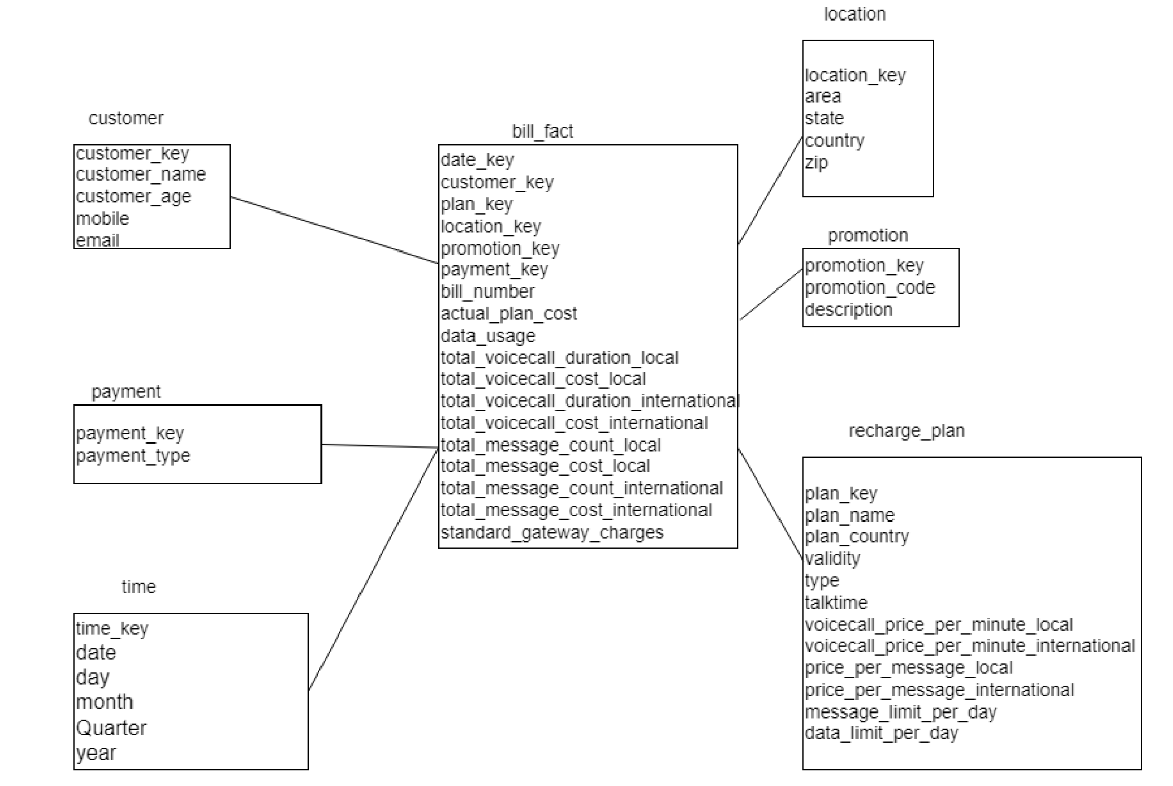 customer
customer_key
customer_name
customer_age
mobile
email
payment
payment_key
payment_type
time
time_key
date
day
month
Quarter
year
bill_fact
date_key
customer_key
plan_key
location_key
promotion_key
payment_key
bill_number
actual_plan_cost
data_usage
total_voicecall_duration_local
total_voicecall_cost_local
total_voicecall_duration_international
total_voicecall_cost_international
total_message_count_local
total_message_cost_local
total_message_count_international
total_message_cost_international
standard_gateway_charges
location
location_key
area
state
country
zip
promotion
promotion_key
promotion_code
description
recharge_plan
plan_key
plan_name
plan_country
validity
type
talktime
voicecall_price_per_minute_local
voicecall_price_per_minute_international
price_per_message_local
price_per_message_international
message_limit_per_day
data_limit_per_day